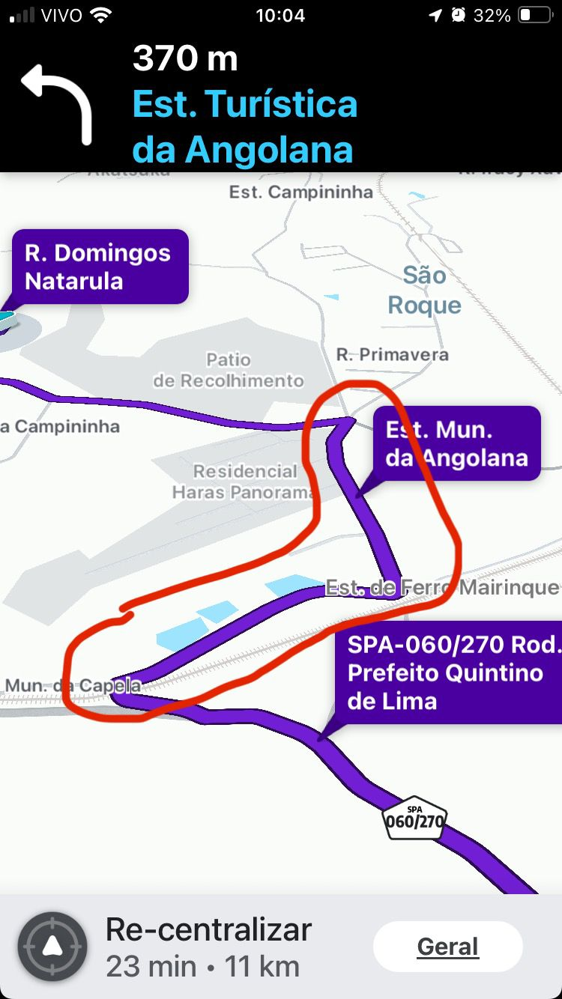 VIVO 10:04 32%
370 m
Est. Turística
da Angolana
Est. Campininha
R. Domingos
Natarula
São
Roque
R. Primavera
Patio
de Recolhimento
a Campininha
Est. Mun.
da Angolana
Residencial
Haras Panorama
Est. de Ferro Mairinque
SPA-060/270 Rod.
Prefeito Quintino
de Lima
Mun. da Capela
SPA
060/270
Re-centralizar
23 min • 11 km
Geral